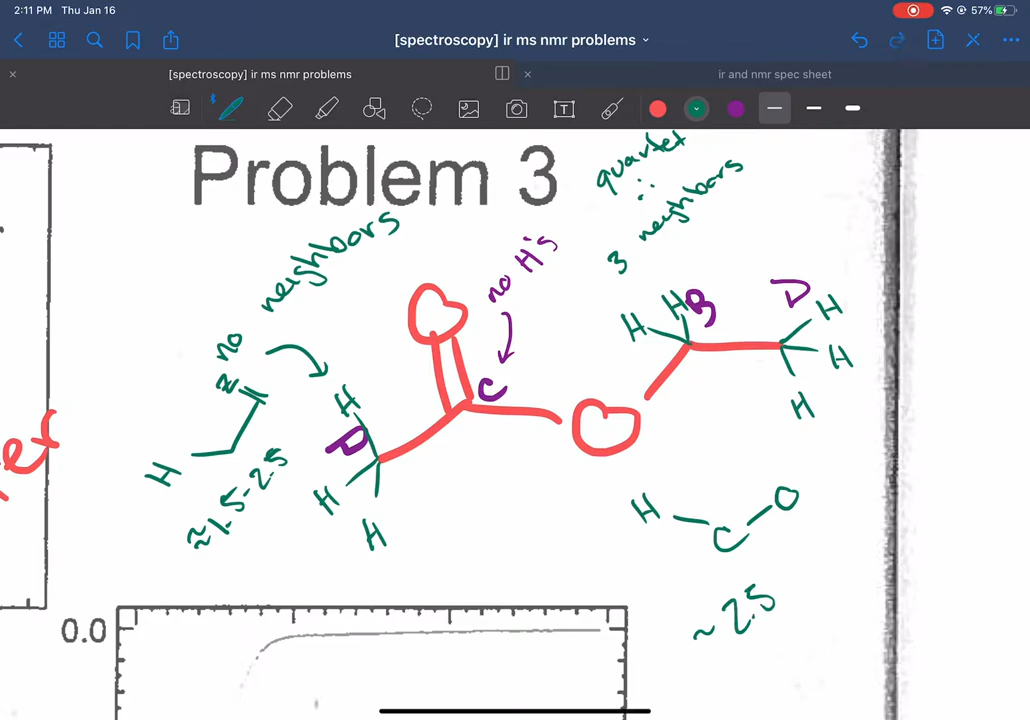 2:11 PM Thu Jan 16
57%
[spectroscopy] ir ms nmr problems
[spectroscopy] ir ms nmr problems
ir and nmr spec sheet
T
Problem 3
quartet
∴
3 neighbors
no neighbors
no H's
C
H
H
B
D
H
H
H
H
D
H
H
H
≈1.5-2.5
H
C
O
~ 2.5
er
0.0